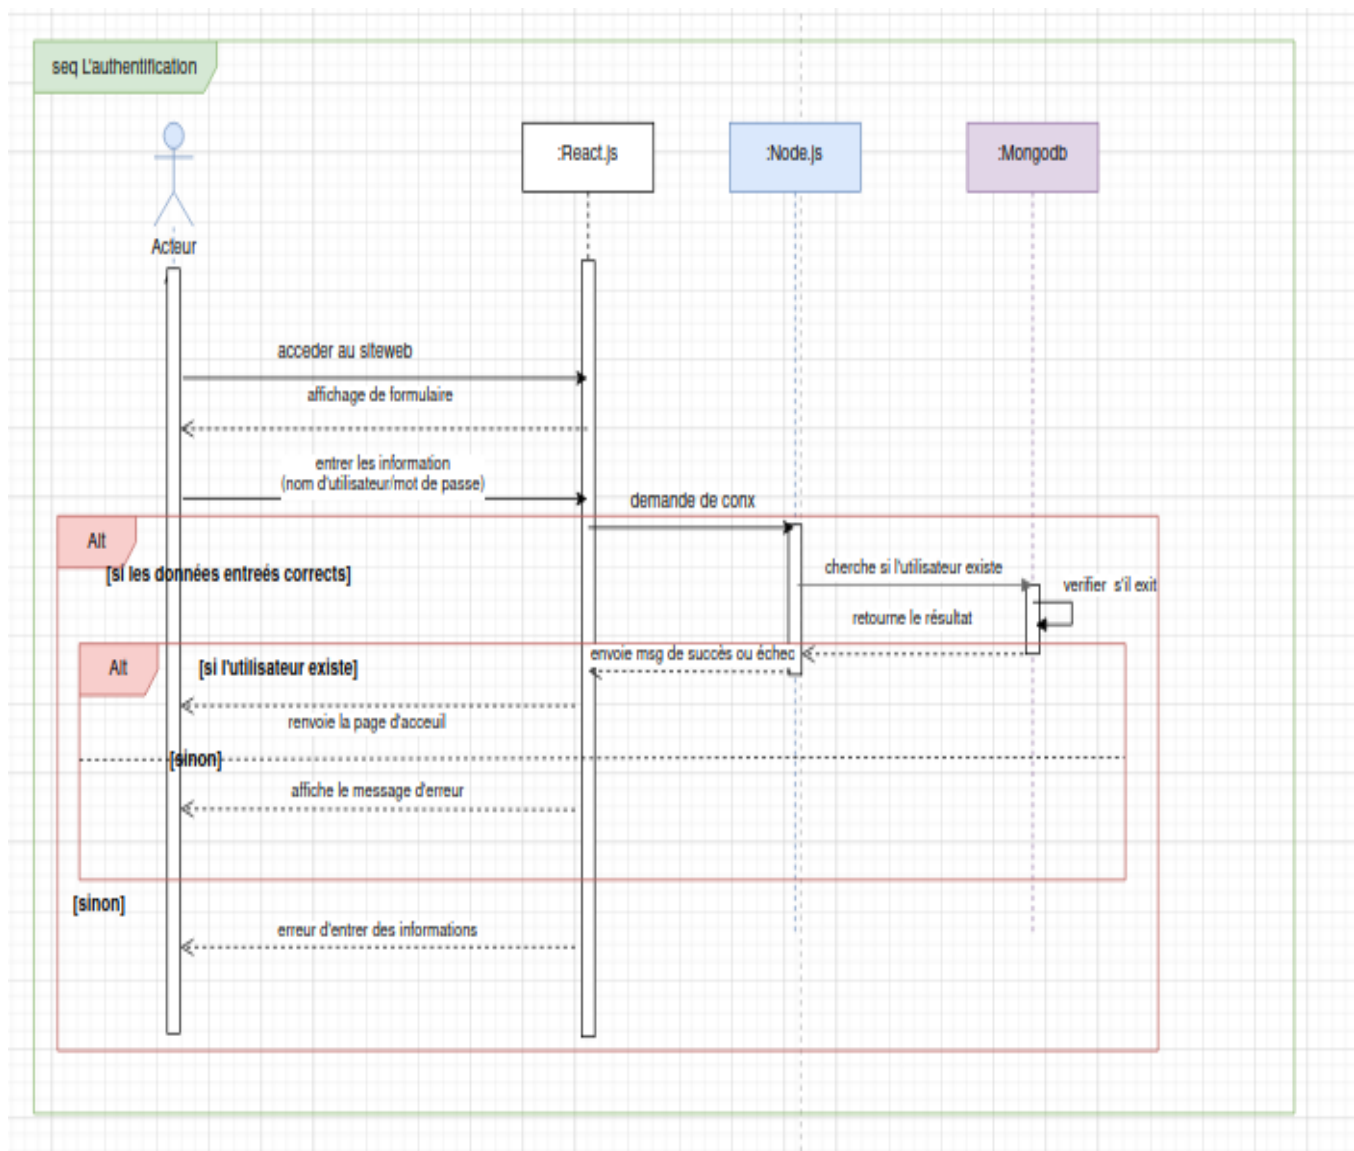 seq L'authentification
:React.js
:Node.js
:Mongodb
Acteur
acceder au siteweb
affichage de formulaire
entrer les information
(nom d'utilisateur/mot de passe)
demande de conx
Alt
[si les données entreés corrects]
cherche si l'utilisateur existe
verifier s'il exit
retourne le résultat
envoie msg de succès ou échec
Alt
[si l'utilisateur existe]
renvoie la page d'acceuil
[sinon]
affiche le message d'erreur
[sinon]
erreur d'entrer des informations